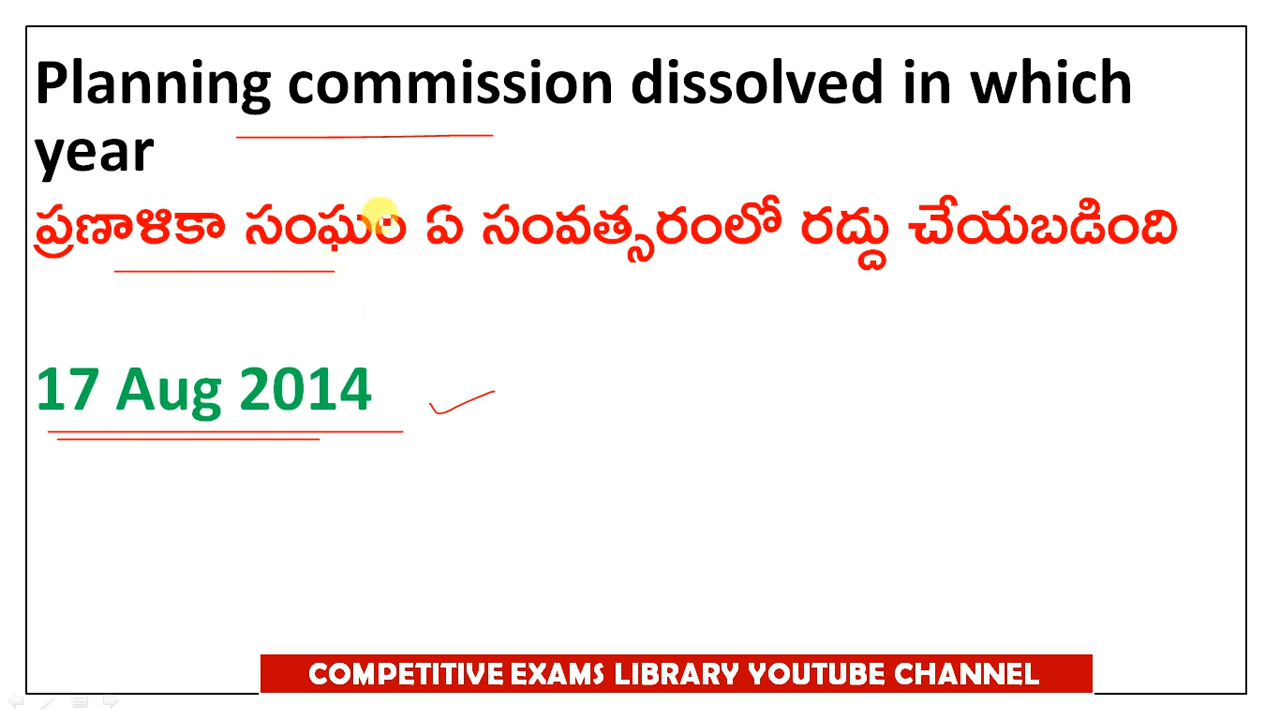 Planning commission dissolved in which
year
ప్రణాళికా సంఘం ఏ సంవత్సరంలో రద్దు చేయబడింది
17 Aug 2014
COMPETITIVE EXAMS LIBRARY YOUTUBE CHANNEL